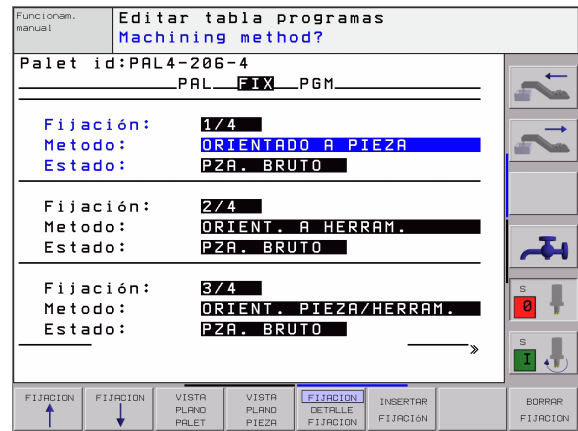 Funcionam.
manual
Editar tabla programas
Machining method?
Palet id:PAL4-206-4
PAL FIX PGM
Fijación: 1/4
Metodo: ORIENTADO A PIEZA
Estado: PZA. BRUTO
Fijación: 2/4
Metodo: ORIENT. A HERRAM.
Estado: PZA. BRUTO
Fijación: 3/4
Metodo: ORIENT. PIEZA/HERRAM.
Estado: PZA. BRUTO
»
S
0
S
I
FIJACION
FIJACION
VISTA
PLANO
PALET
VISTA
PLANO
PIEZA
FIJACION
DETALLE
FIJACION
INSERTAR
FIJACIóN
BORRAR
FIJACION